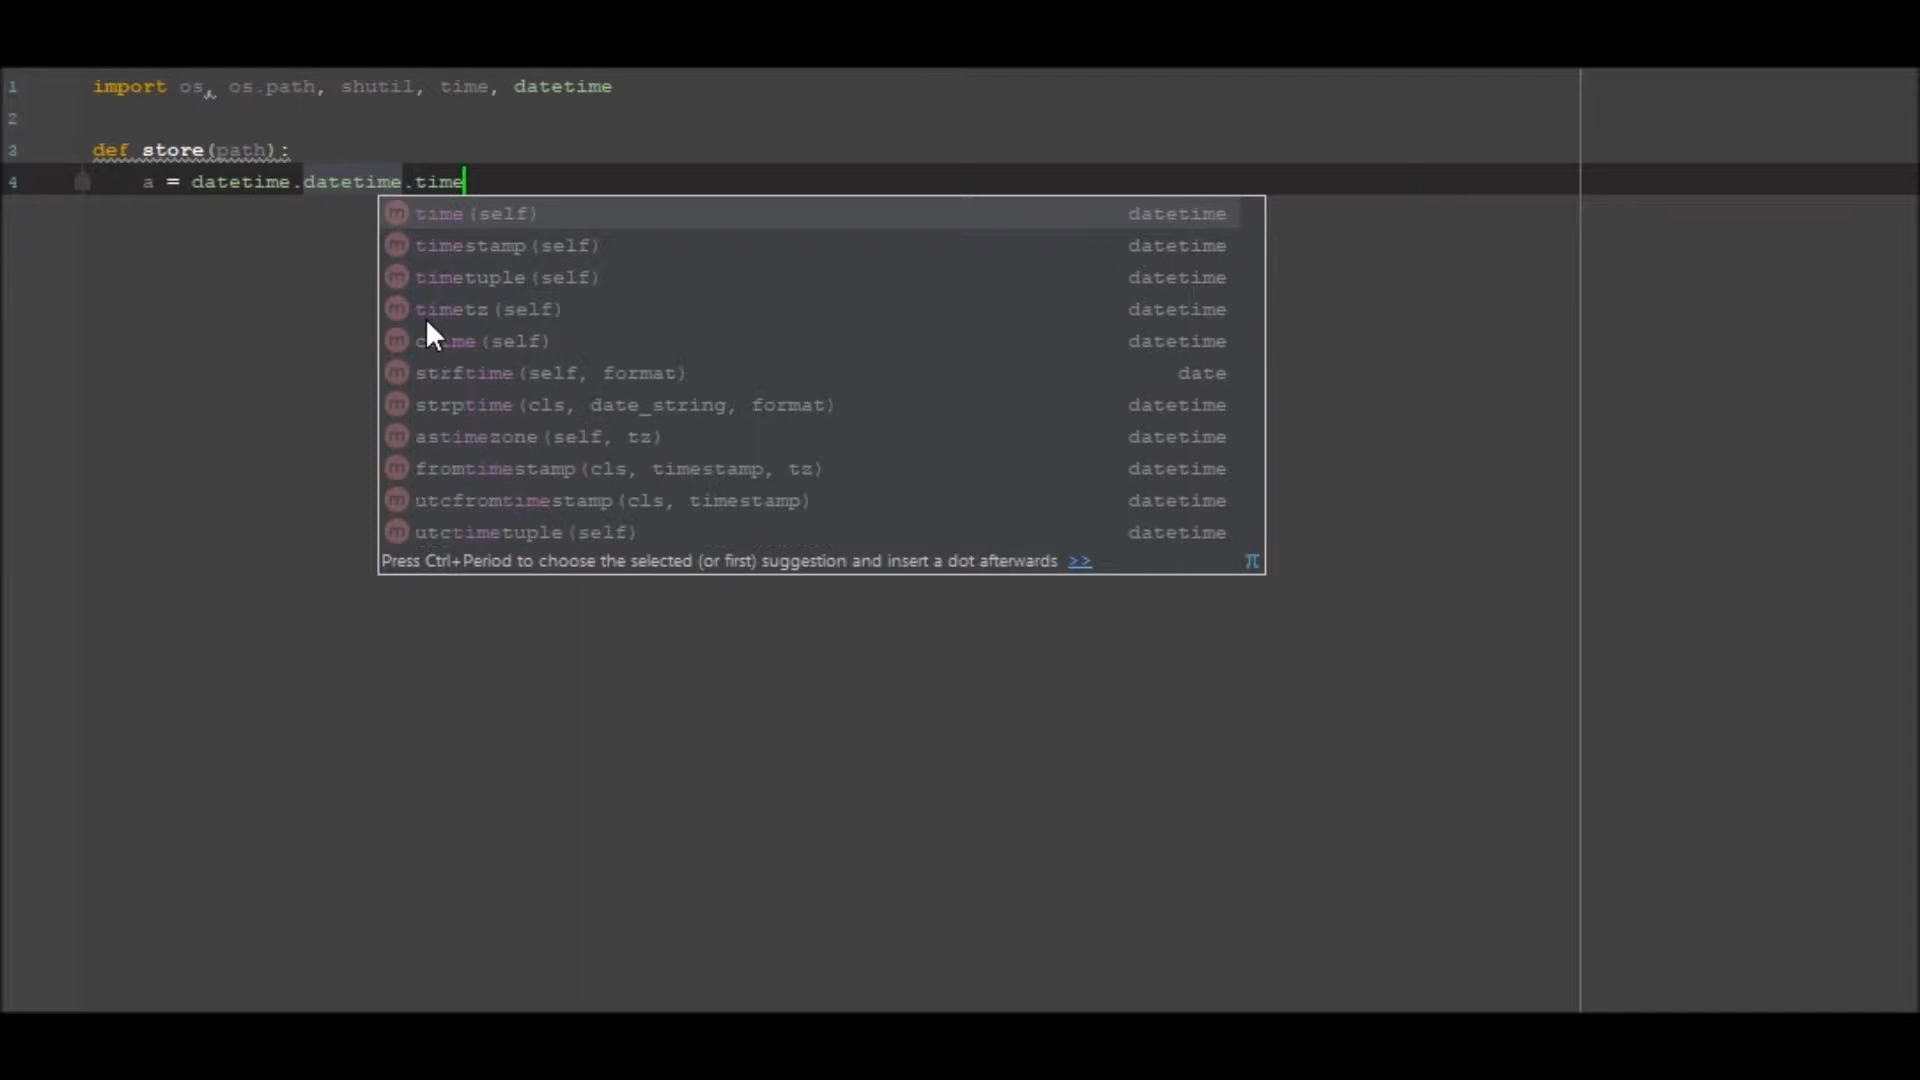 1 import os, os.path, shutil, time, datetime
2
3 def store(path):
4 a = datetime.datetime.time
m time(self) datetime
m timestamp(self) datetime
m timetuple(self) datetime
m timetz(self) datetime
m ctime(self) datetime
m strftime(self, format) date
m strptime(cls, date_string, format) datetime
m astimezone(self, tz) datetime
m fromtimestamp(cls, timestamp, tz) datetime
m utcfromtimestamp(cls, timestamp) datetime
m utctimetuple(self) datetime
Press Ctrl+Period to choose the selected (or first) suggestion and insert a dot afterwards >> π